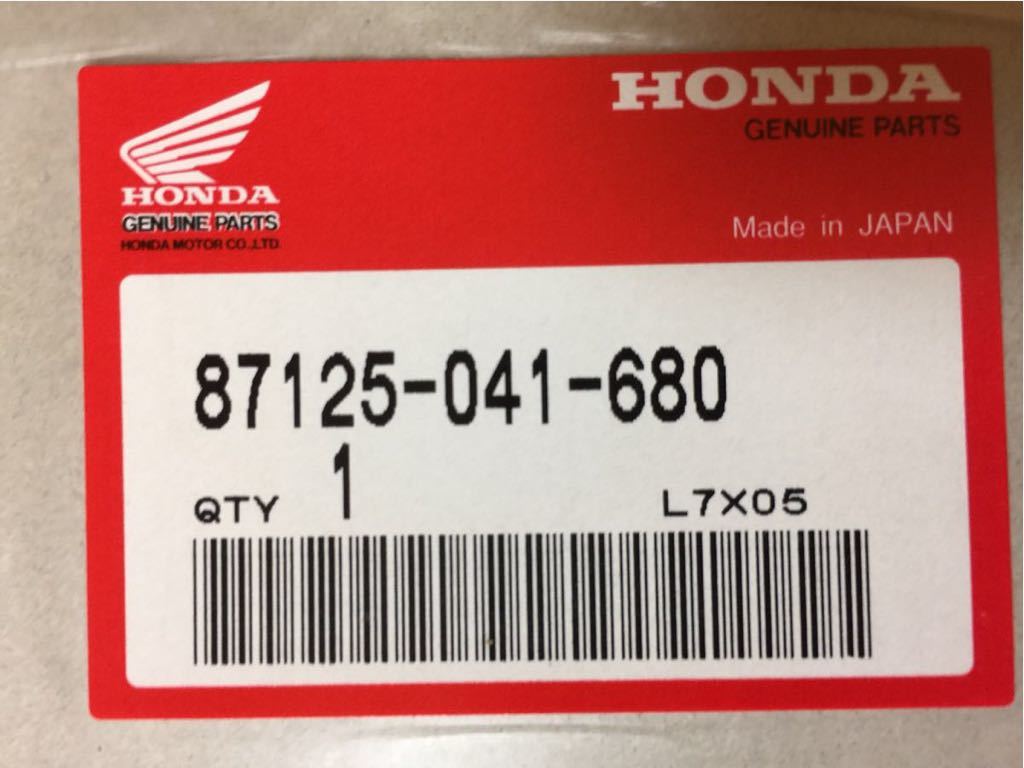 HONDA
GENUINE PARTS
HONDA MOTOR CO.,LTD.
HONDA
GENUINE PARTS
Made in JAPAN
87125-041-680
QTY 1 L7X05